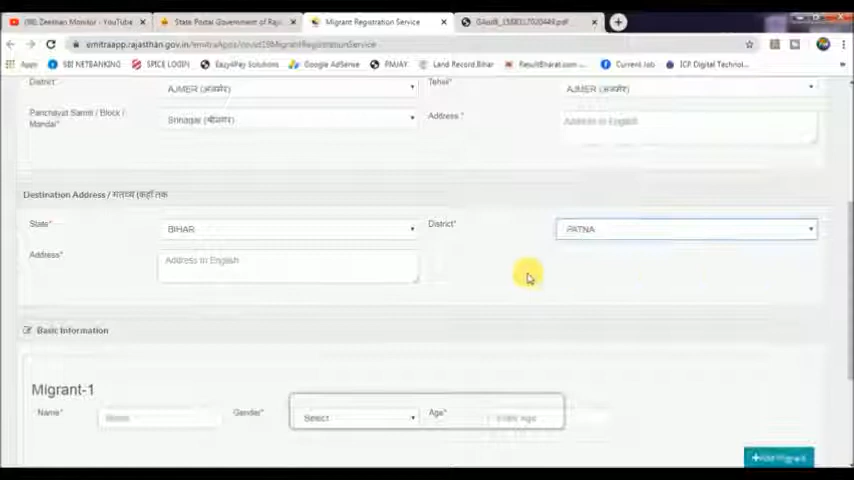 (98) Zeeman Monitor - YouTube
State Portal Government of Raj
Migrant Registration Service
emitraapp.rajasthan.gov.in/emitraApps/covid19MigrantRegistrationService
Apps SBI NETBANKING SPICE LOGIN Easy4Pay Solutions Google AdSense PMJAY Land Record Bihar ResultBharat.com Current Job ICP Digital Technol...
District AJMER (अजमेर) Tehsil* AJMER (अजमेर)
Panchayat Samiti / Block / Mandal* Srinagar (श्रीनगर) Address * Address In English
Destination Address / गंतव्य (कहाँ तक
State* BIHAR District* PATNA
Address* Address In English
Basic Information
Migrant-1
Name* Name Gender* Select Age* Enter Age
+Add Migrant